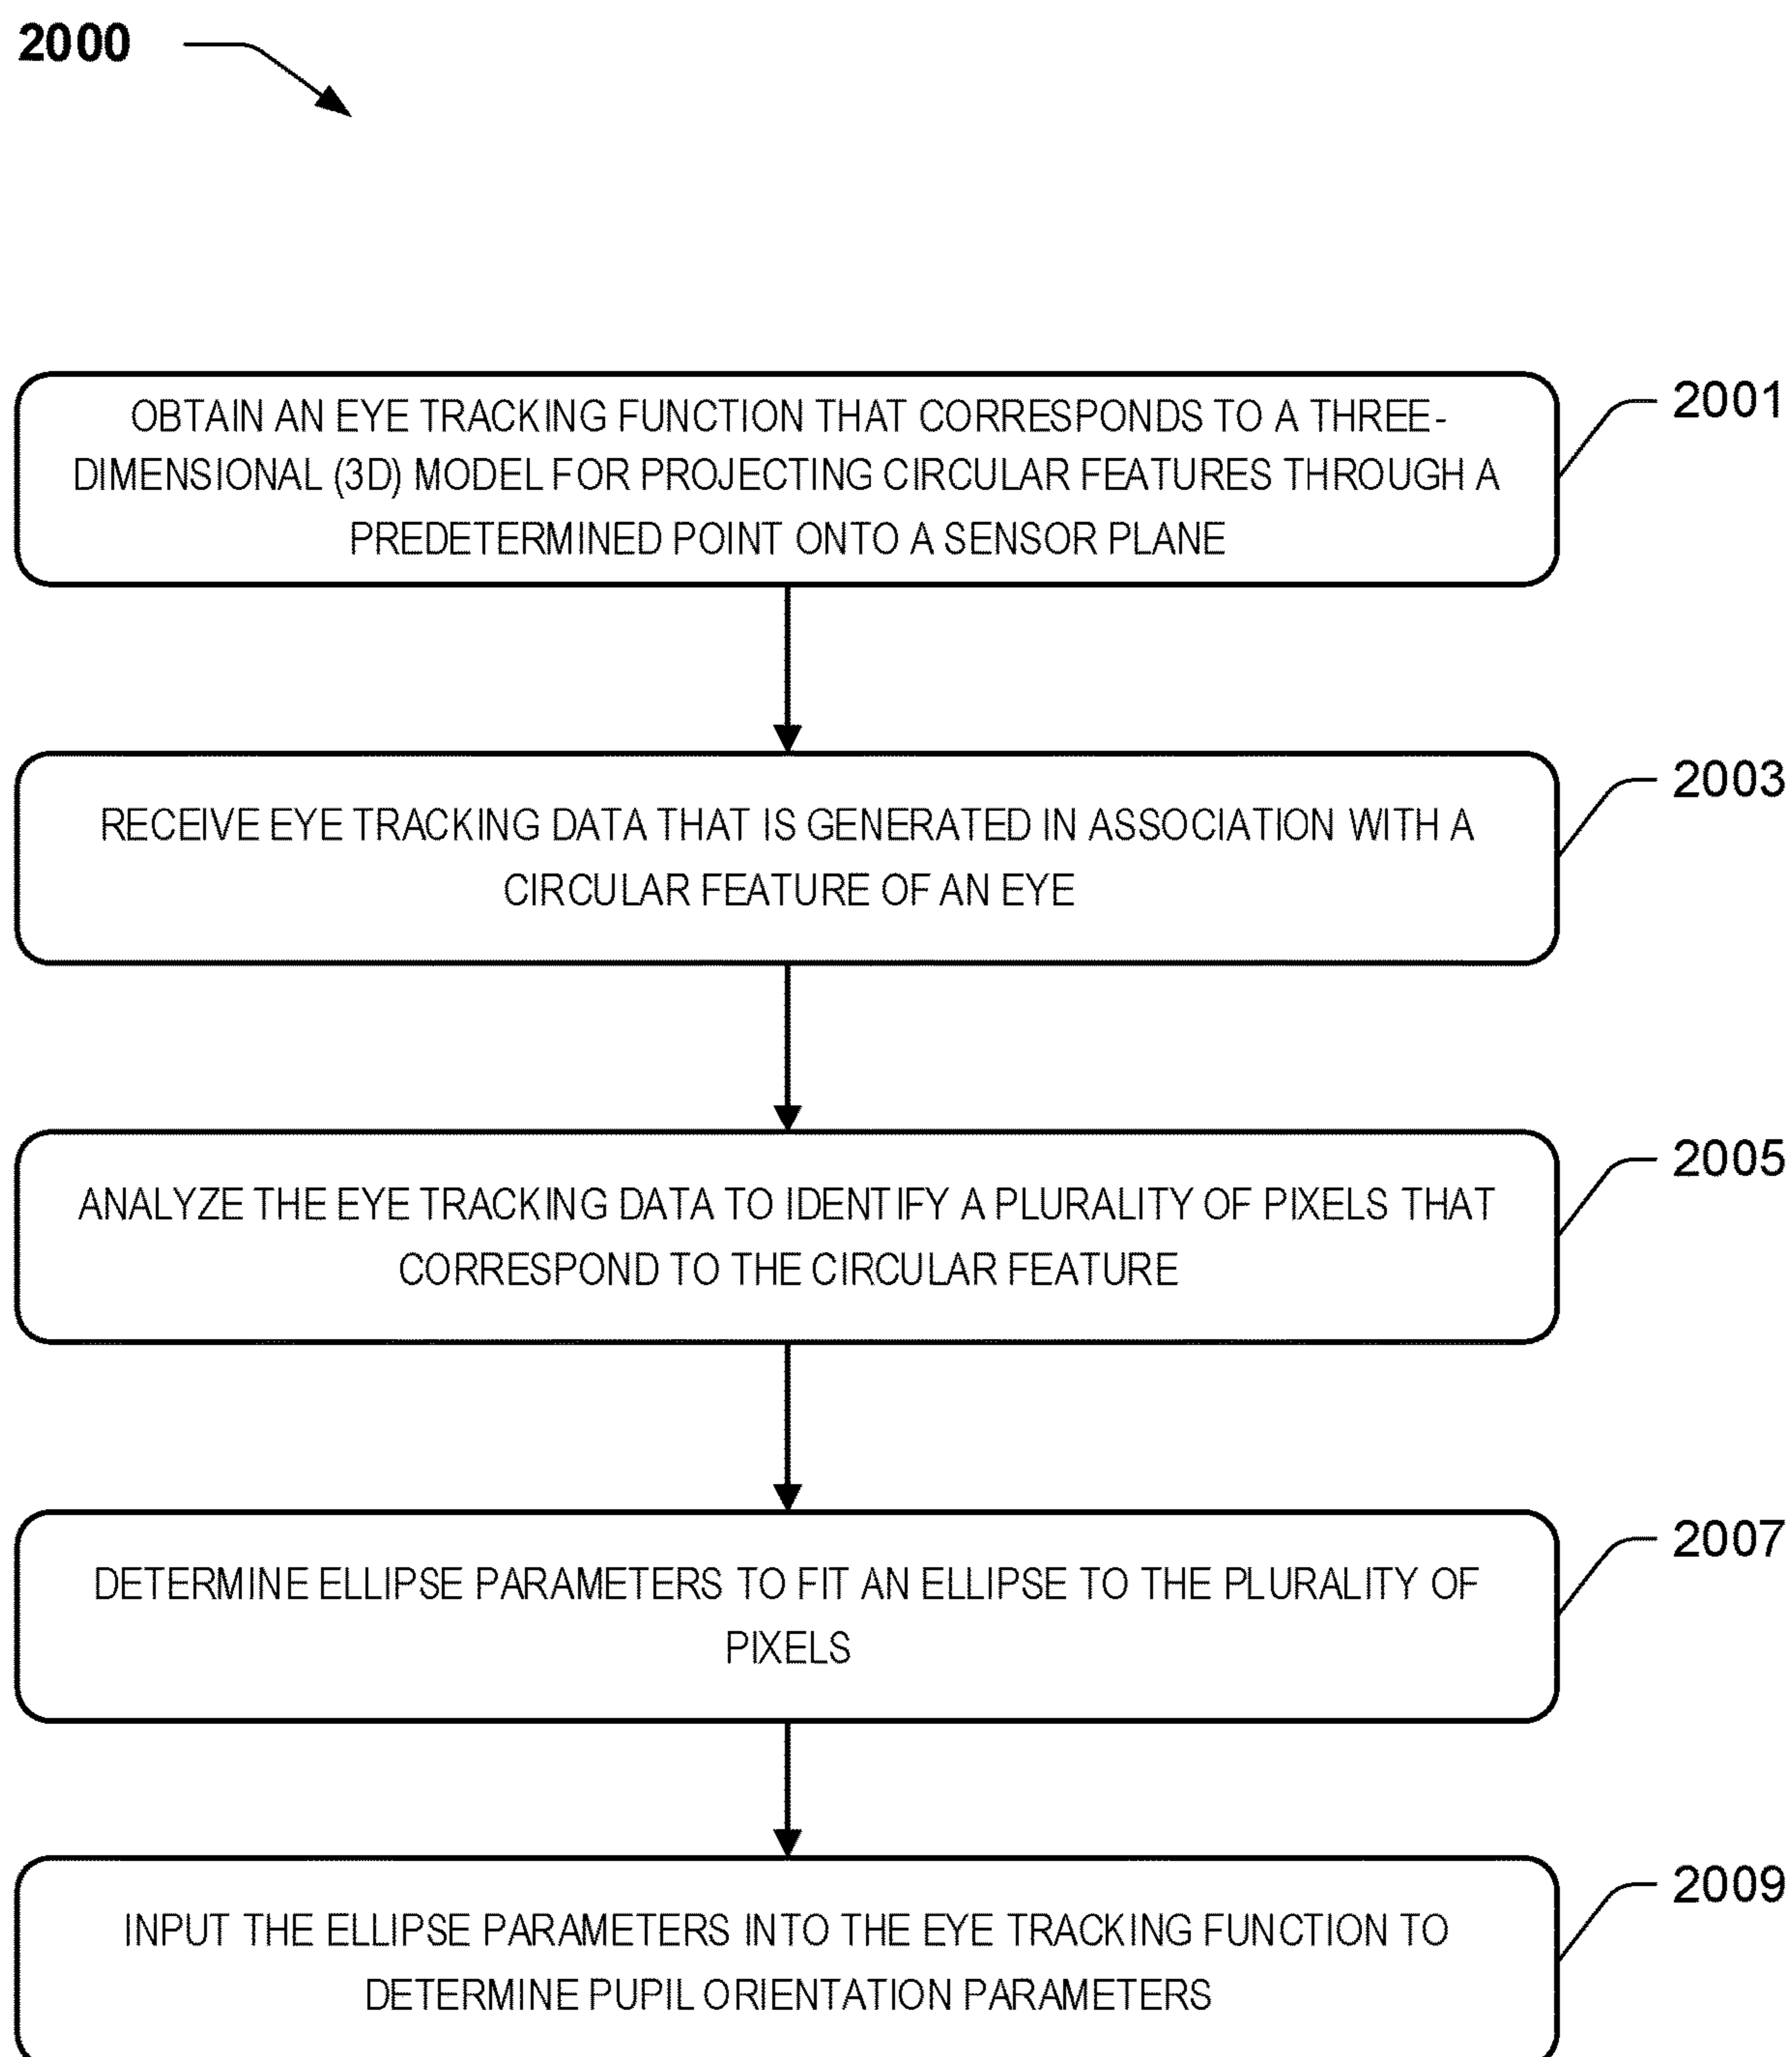 2000
OBTAIN AN EYE TRACKING FUNCTION THAT CORRESPONDS TO A THREE-
DIMENSIONAL (3D) MODEL FOR PROJECTING CIRCULAR FEATURES THROUGH A
PREDETERMINED POINT ONTO A SENSOR PLANE
2001
RECEIVE EYE TRACKING DATA THAT IS GENERATED IN ASSOCIATION WITH A
CIRCULAR FEATURE OF AN EYE
2003
ANALYZE THE EYE TRACKING DATA TO IDENTIFY A PLURALITY OF PIXELS THAT
CORRESPOND TO THE CIRCULAR FEATURE
2005
DETERMINE ELLIPSE PARAMETERS TO FIT AN ELLIPSE TO THE PLURALITY OF
PIXELS
2007
INPUT THE ELLIPSE PARAMETERS INTO THE EYE TRACKING FUNCTION TO
DETERMINE PUPIL ORIENTATION PARAMETERS
2009